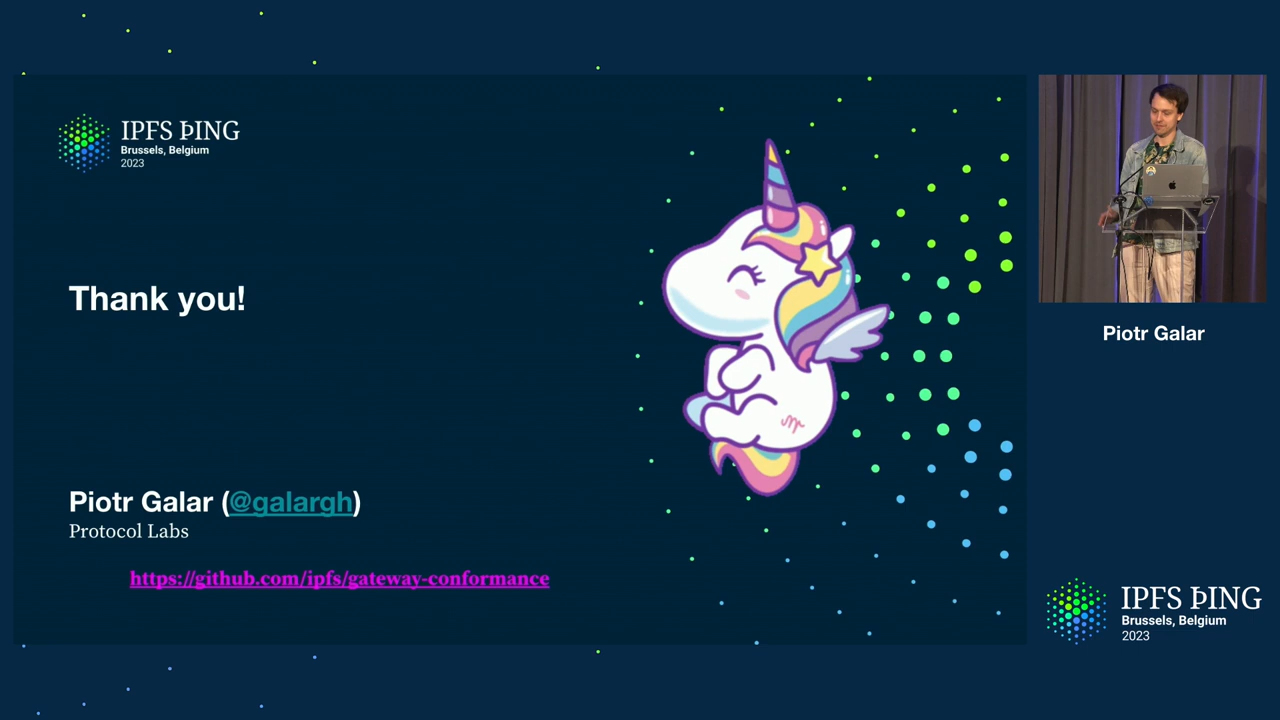 IPFS ÞING
Brussels, Belgium
2023
Thank you!
Piotr Galar (@galargh)
Protocol Labs
https://github.com/ipfs/gateway-conformance
Piotr Galar
IPFS ÞING
Brussels, Belgium
2023